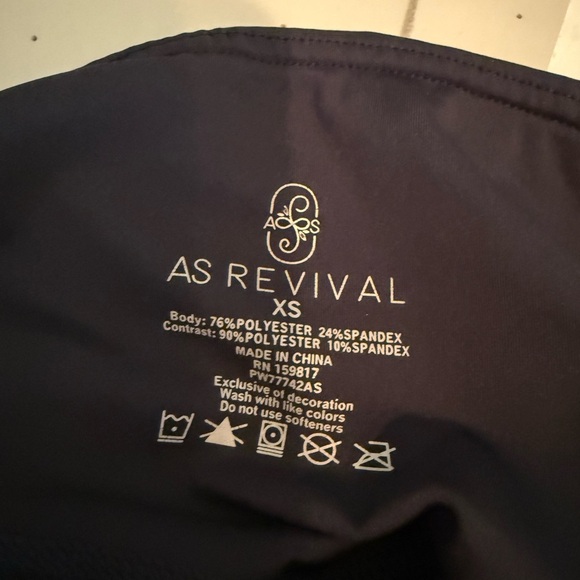 A S
AS REVIVAL
XS
Body: 76%POLYESTER 24%SPANDEX
Contrast: 90%POLYESTER 10%SPANDEX
MADE IN CHINA
RN 159817
PW77742AS
Exclusive of decoration
Wash with like colors
Do not use softeners